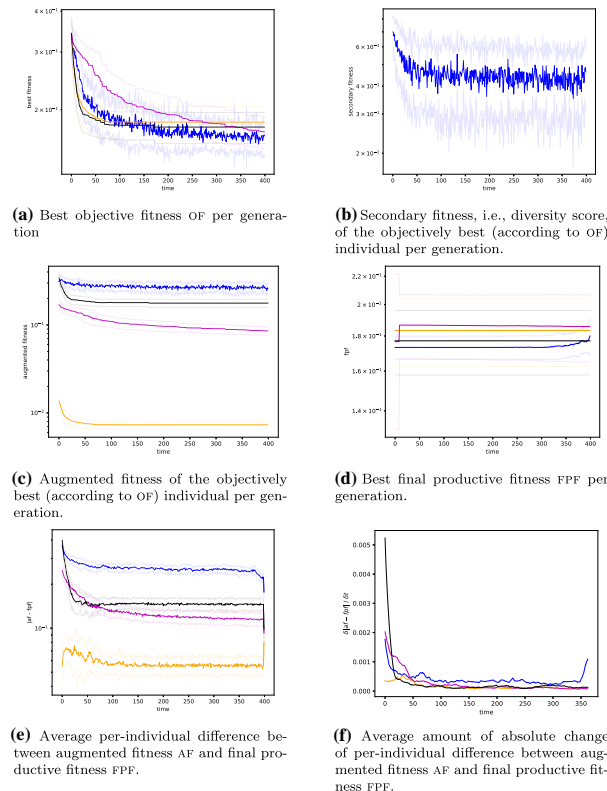 4 × 10⁻¹
3 × 10⁻¹
2 × 10⁻¹
best fitness
0 50 100 150 200 250 300 350 400
time
6 × 10⁻¹
4 × 10⁻¹
3 × 10⁻¹
2 × 10⁻¹
secondary fitness
0 50 100 150 200 250 300 350 400
time
(a) Best objective fitness OF per genera-
tion
(b) Secondary fitness, i.e., diversity score,
of the objectively best (according to OF)
individual per generation.
10⁻¹
10⁻²
augmented fitness
0 50 100 150 200 250 300 350 400
time
2,2 × 10⁻¹
2 × 10⁻¹
1.8 × 10⁻¹
1.6 × 10⁻¹
1.4 × 10⁻¹
fpf
0 50 100 150 200 250 300 350 400
time
(c) Augmented fitness of the objectively
best (according to OF) individual per gen-
eration.
(d) Best final productive fitness FPF per
generation.
10⁻¹
|af - fpf|
0 50 100 150 200 250 300 350 400
time
0.005
0.004
0.003
0.002
0.001
0.000
δ|af − fpf| / δt
0 50 100 150 200 250 300 350
time
(e) Average per-individual difference be-
tween augmented fitness AF and final pro-
ductive fitness FPF.
(f) Average amount of absolute change
of per-individual difference between aug-
mented fitness AF and final productive fit-
ness FPF.